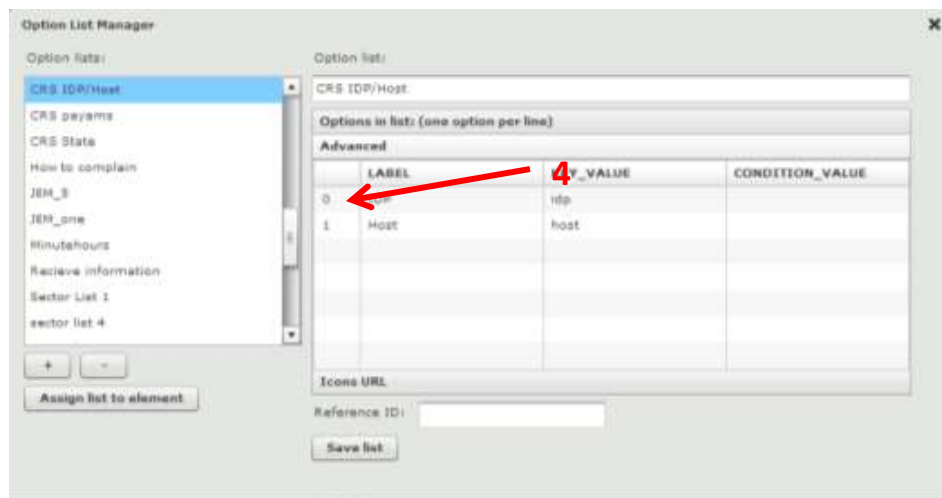 Option List Manager
Option lists:
CRS IDP/Host
CRS payams
CRS State
How to complain
JEM_5
JEM_one
Minutehours
Recieve information
Sector List 1
sector list 4
+ -
Assign list to element
Option list:
CRS IDP/Host
Options in list: (one option per line)
Advanced
LABEL KEY_VALUE CONDITION_VALUE
4
0 IDP idp
1 Host host
Icons URL
Reference ID:
Save list